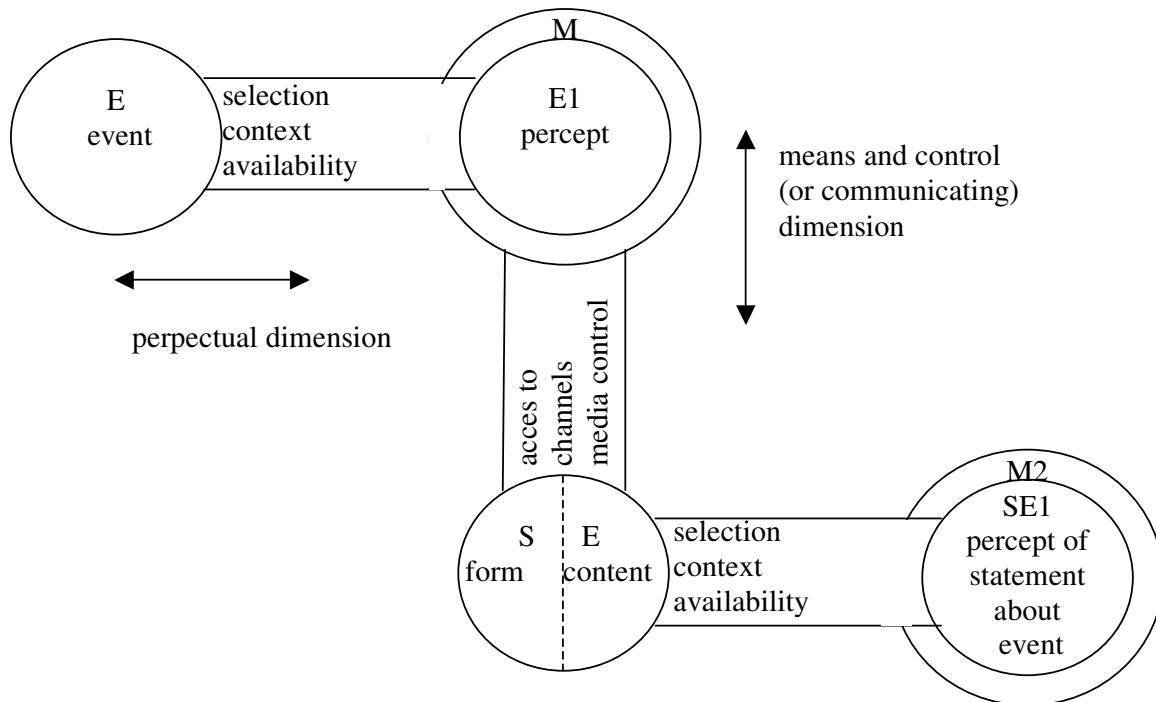 M
E
event
selection
context
availability
E1
percept
means and control
(or communicating)
dimension
perpectual dimension
acces to
channels
media control
S
form
E
content
selection
context
availability
M2
SE1
percept of
statement
about
event